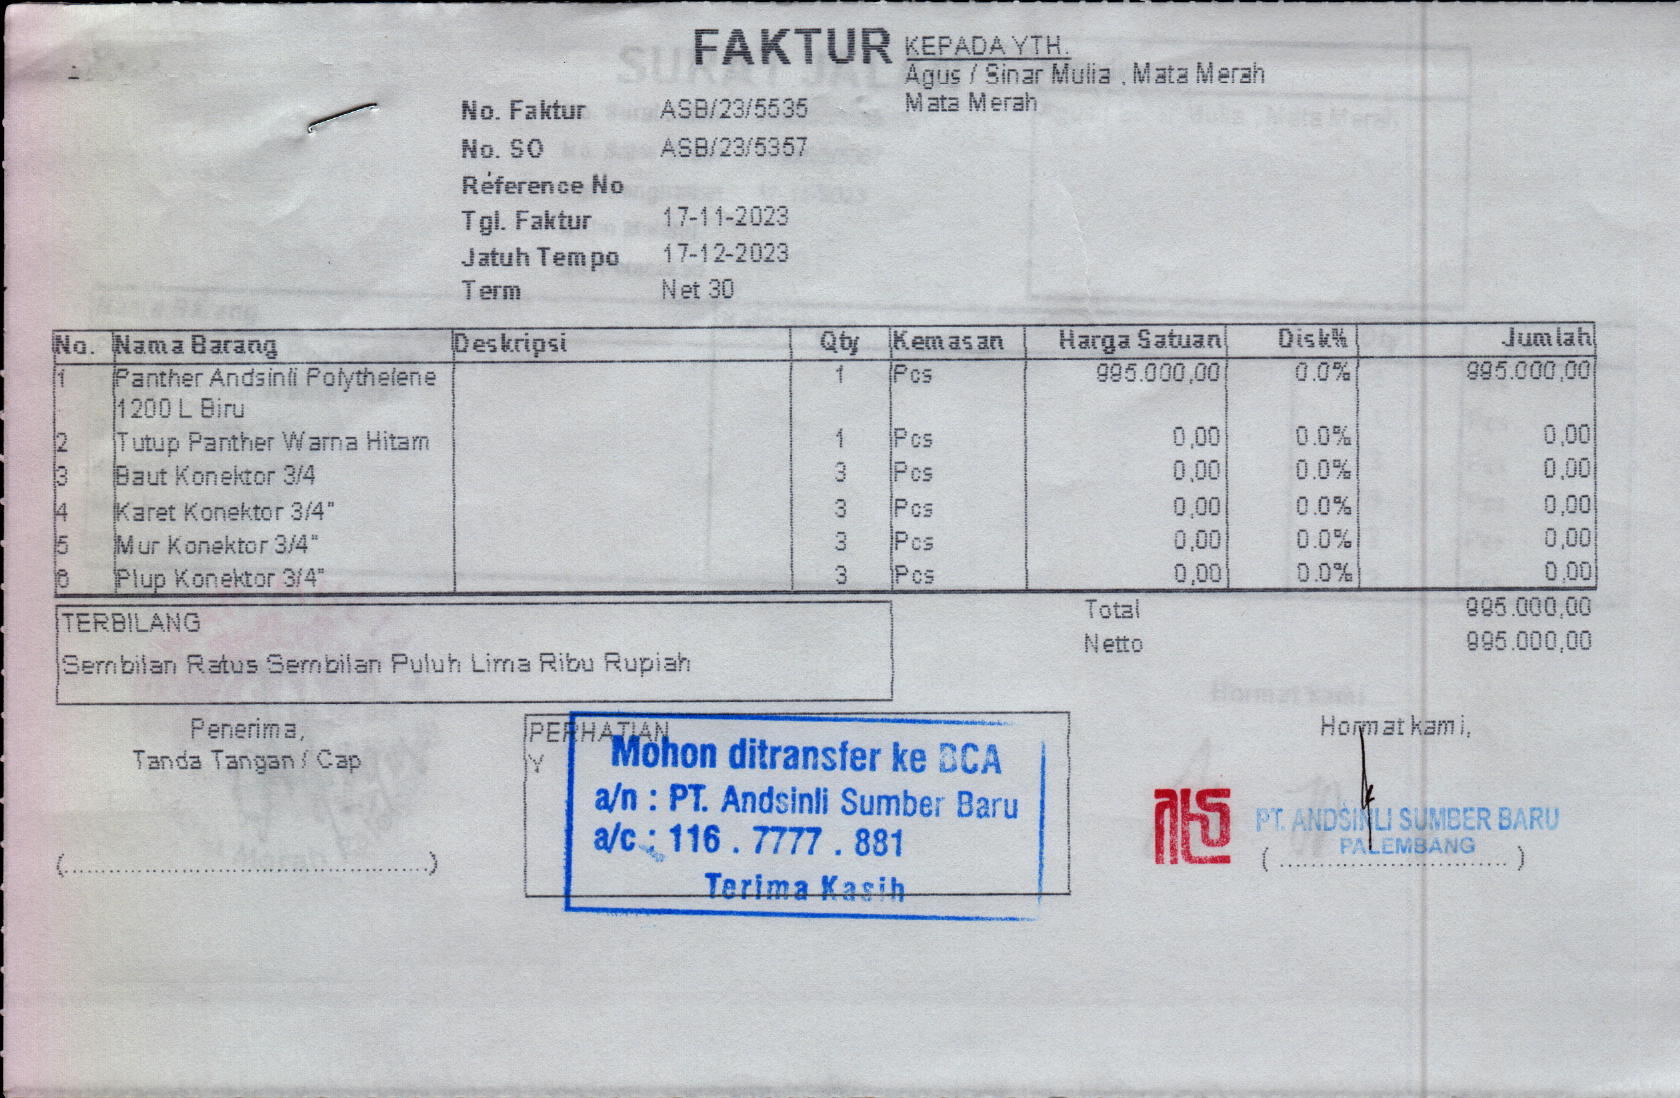 FAKTUR
KEPADA YTH.
Agus / Sinar Mulia , Mata Merah
Mata Merah
No. Faktur ASB/23/5535
No. SO ASB/23/5357
Reference No
Tgl. Faktur 17-11-2023
Jatuh Tempo 17-12-2023
Term Net 30
No. Nama Barang Deskripsi Qty Kemasan Harga Satuan Disk% Jumlah
1 Panther Andsinli Polythelene 1 Pcs 995.000,00 0.0% 995.000,00
1200 L Biru
2 Tutup Panther Warna Hitam 1 Pcs 0,00 0.0% 0,00
3 Baut Konektor 3/4 3 Pcs 0,00 0.0% 0,00
4 Karet Konektor 3/4" 3 Pcs 0,00 0.0% 0,00
5 Mur Konektor 3/4" 3 Pcs 0,00 0.0% 0,00
6 Plup Konektor 3/4" 3 Pcs 0,00 0.0% 0,00
Total 995.000,00
Netto 995.000,00
TERBILANG
Sembilan Ratus Sembilan Puluh Lima Ribu Rupiah
Penerima,
Tanda Tangan / Cap
(..........................................)
PERHATIAN
Y
Mohon ditransfer ke BCA
a/n : PT. Andsinli Sumber Baru
a/c : 116 . 7777 . 881
Terima Kasih
Hormat kami,
PT. ANDSINLI SUMBER BARU
PALEMBANG
(..........................................)